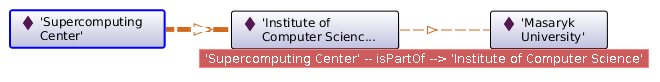 'Supercomputing
Center'
'Institute of
Computer Scienc...
'Masaryk
University'
'Supercomputing Center' -- isPartOf --> 'Institute of Computer Science'